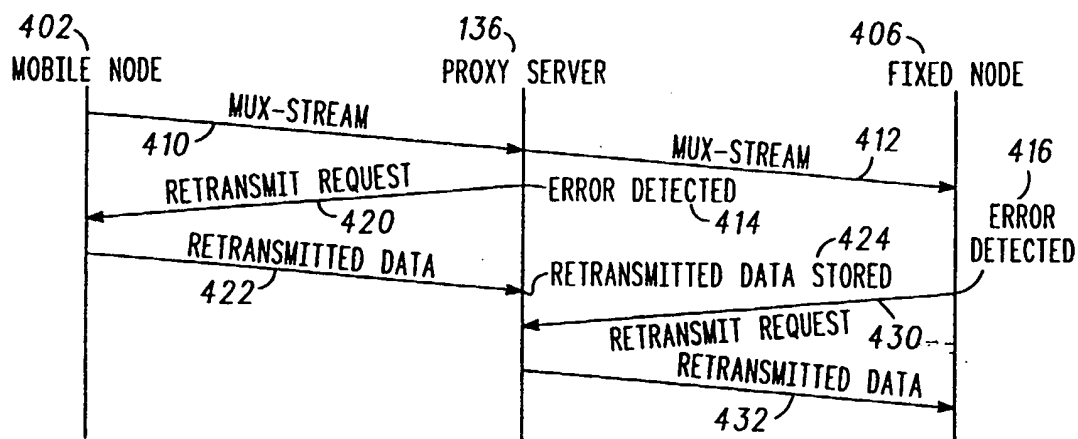 402
136
406
MOBILE NODE
PROXY SERVER
FIXED NODE
MUX-STREAM
410
MUX-STREAM
412
416
RETRANSMIT REQUEST
420
ERROR DETECTED
414
ERROR
DETECTED
RETRANSMITTED DATA
422
424
RETRANSMITTED DATA STORED
RETRANSMIT REQUEST
430
RETRANSMITTED DATA
432